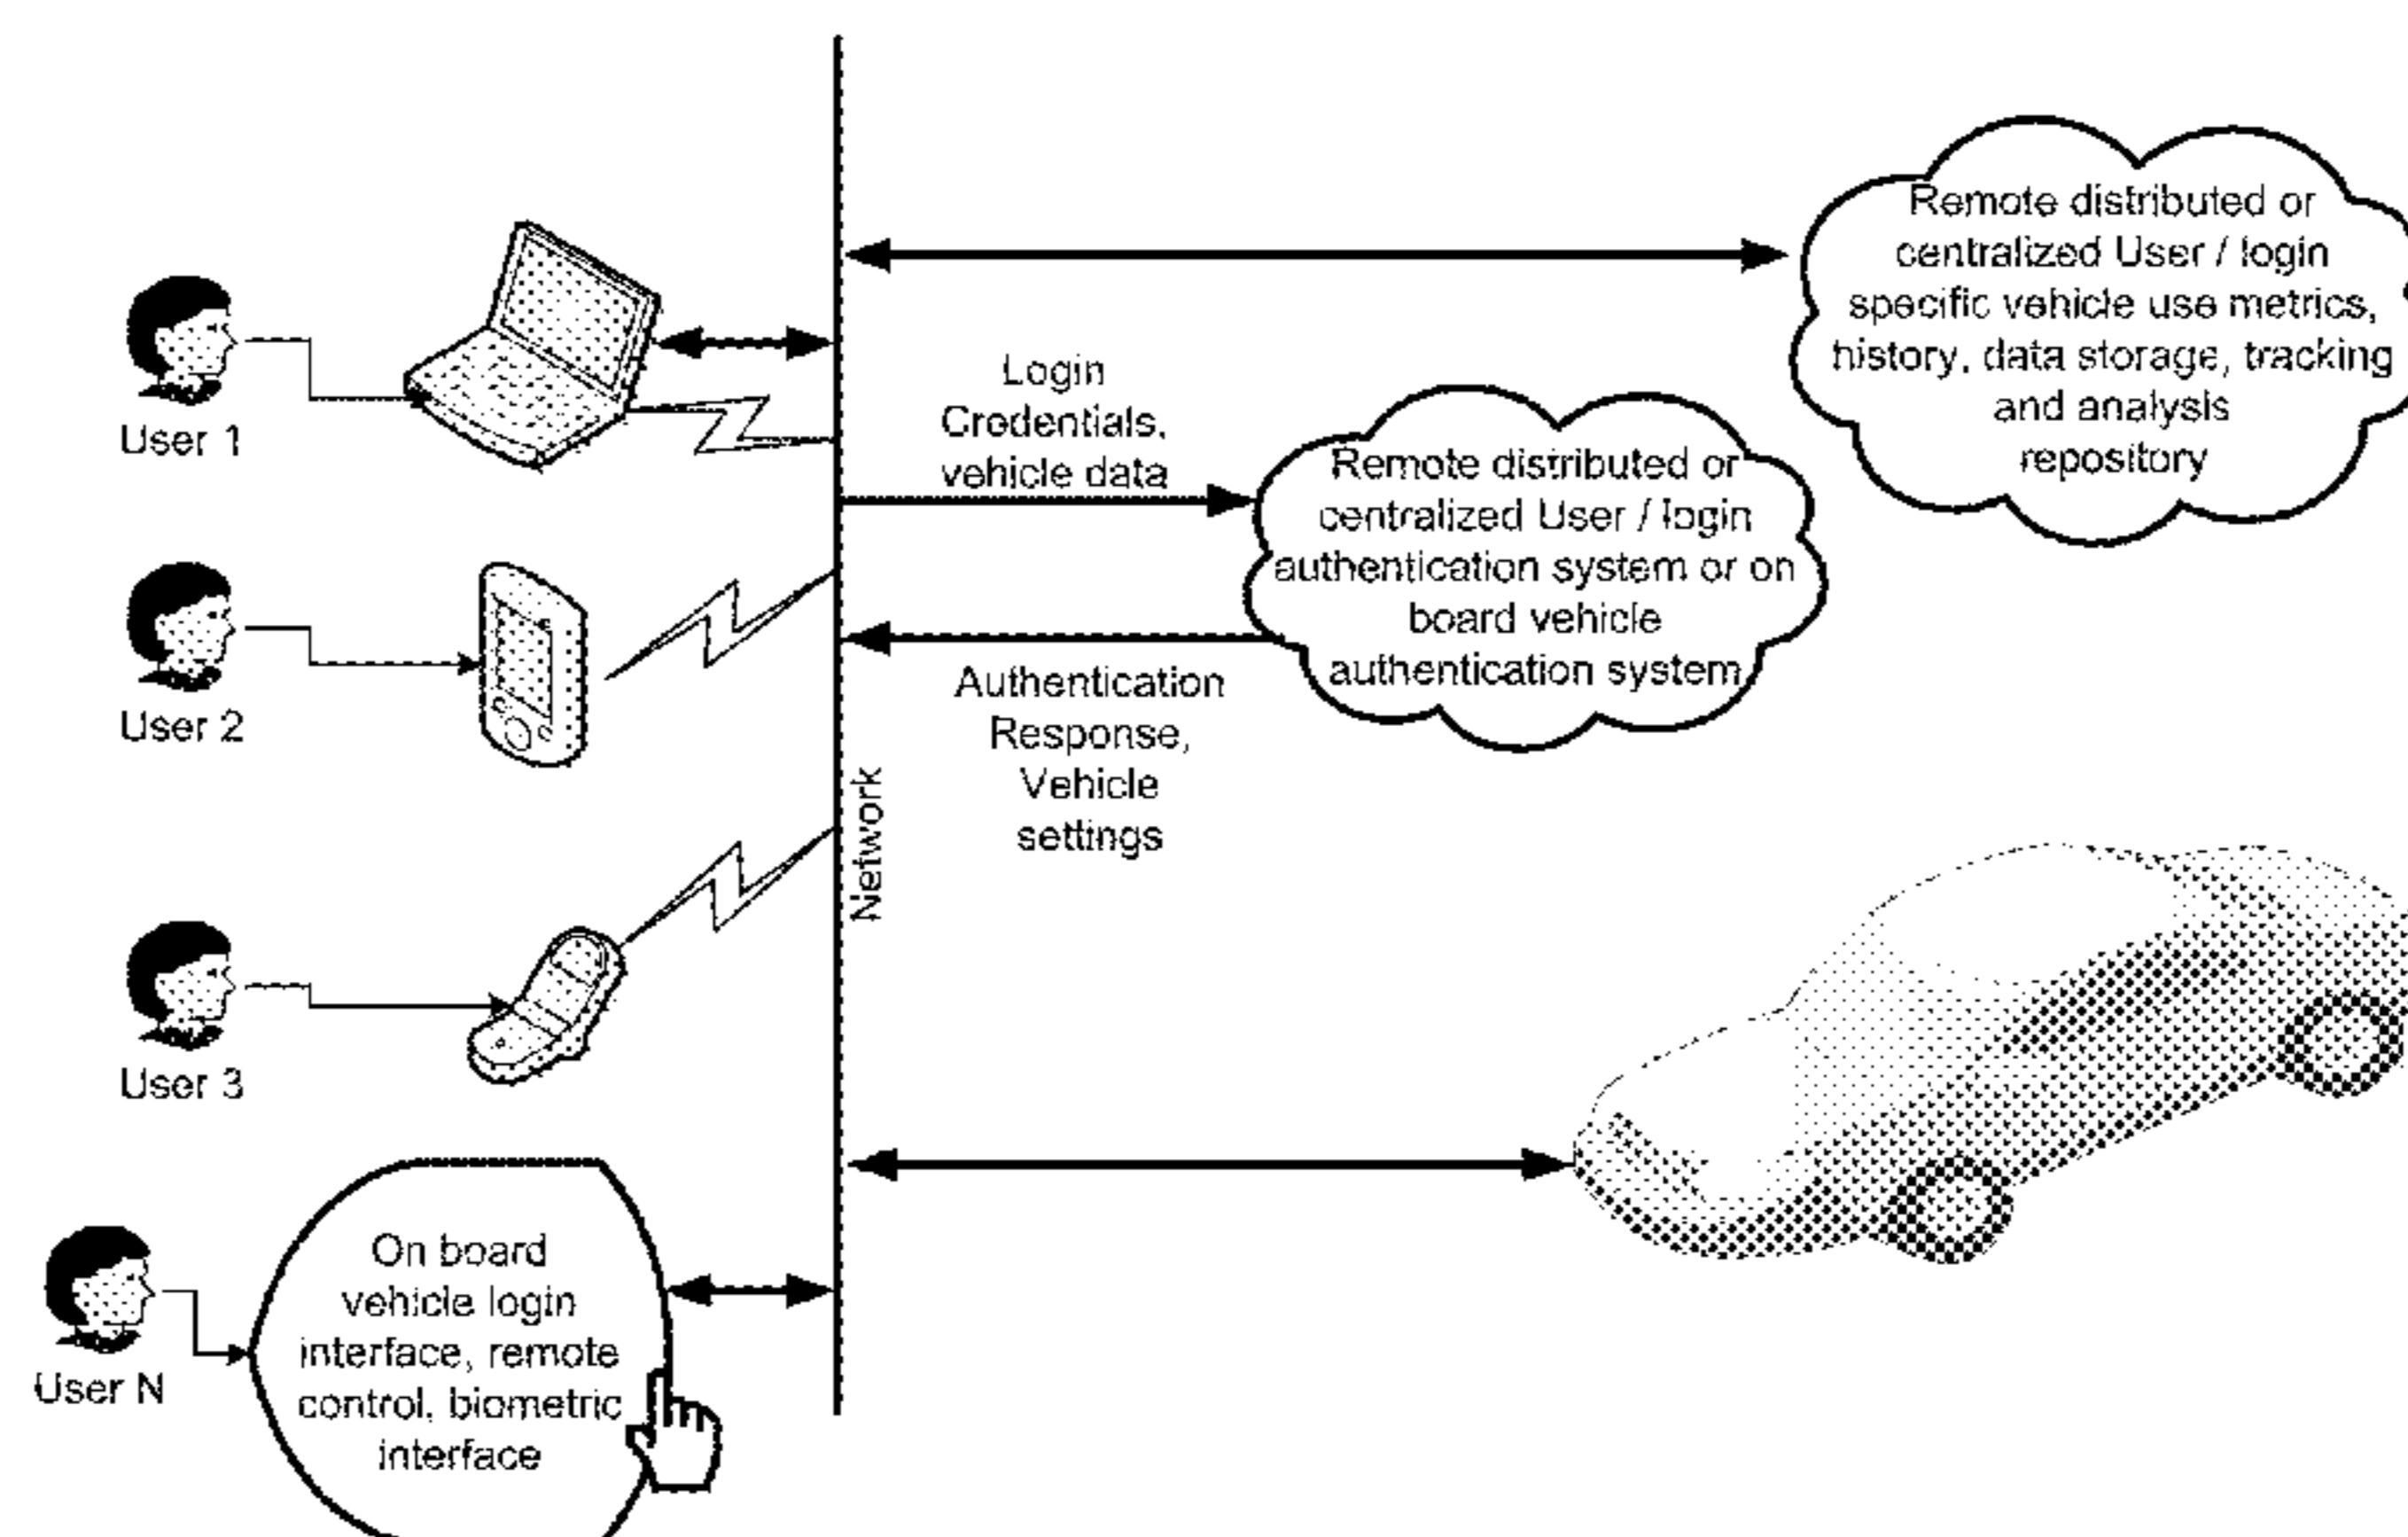 Remote distributed or
centralized User / login
specific vehicle use metrics,
history, data storage, tracking
and analysis
repository
User 1
Login
Credentials,
vehicle data
Remote distributed or
centralized User / login
authentication system or on
board vehicle
authentication system
User 2
Authentication
Response,
Vehicle
settings
Network
User 3
User N
On board
vehicle login
interface, remote
control, biometric
interface